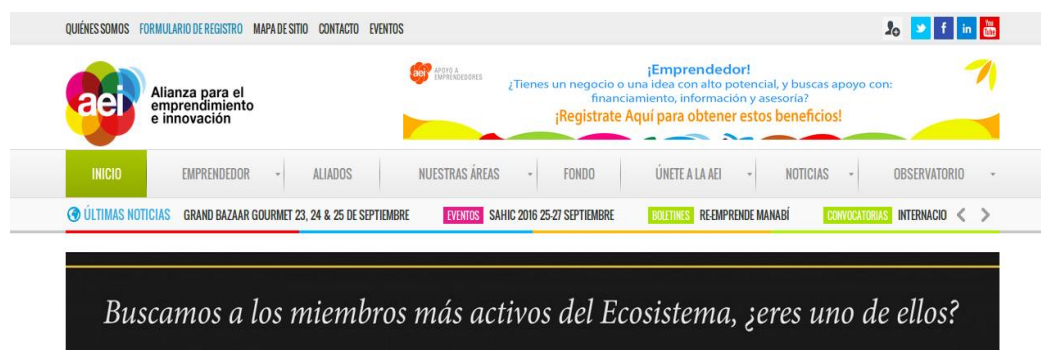 QUIÉNES SOMOS FORMULARIO DE REGISTRO MAPA DE SITIO CONTACTO EVENTOS
f in You Tube
aei
Alianza para el
emprendimiento
e innovación
aei APOYO A
EMPRENDEDORES
¡Emprendedor!
¿Tienes un negocio o una idea con alto potencial, y buscas apoyo con:
financiamiento, información y asesoría?
¡Registrate Aquí para obtener estos beneficios!
INICIO EMPRENDEDOR ALIADOS NUESTRAS ÁREAS FONDO ÚNETE A LA AEI NOTICIAS OBSERVATORIO
ÚLTIMAS NOTICIAS GRAND BAZAAR GOURMET 23, 24 & 25 DE SEPTIEMBRE EVENTOS SAHIC 2016 25-27 SEPTIEMBRE BOLETINES RE-EMPRENDE MANABÍ CONVOCATORIAS INTERNACIO
Buscamos a los miembros más activos del Ecosistema, ¿eres uno de ellos?